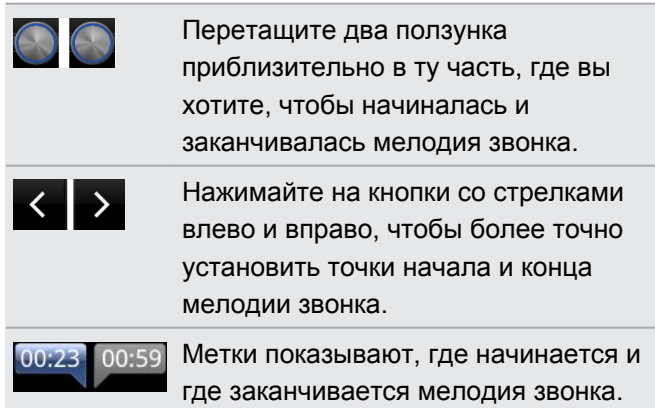 Перетащите два ползунка
приблизительно в ту часть, где вы
хотите, чтобы начиналась и
заканчивалась мелодия звонка.
Нажимайте на кнопки со стрелками
влево и вправо, чтобы более точно
установить точки начала и конца
мелодии звонка.
00:23 00:59 Метки показывают, где начинается и
где заканчивается мелодия звонка.